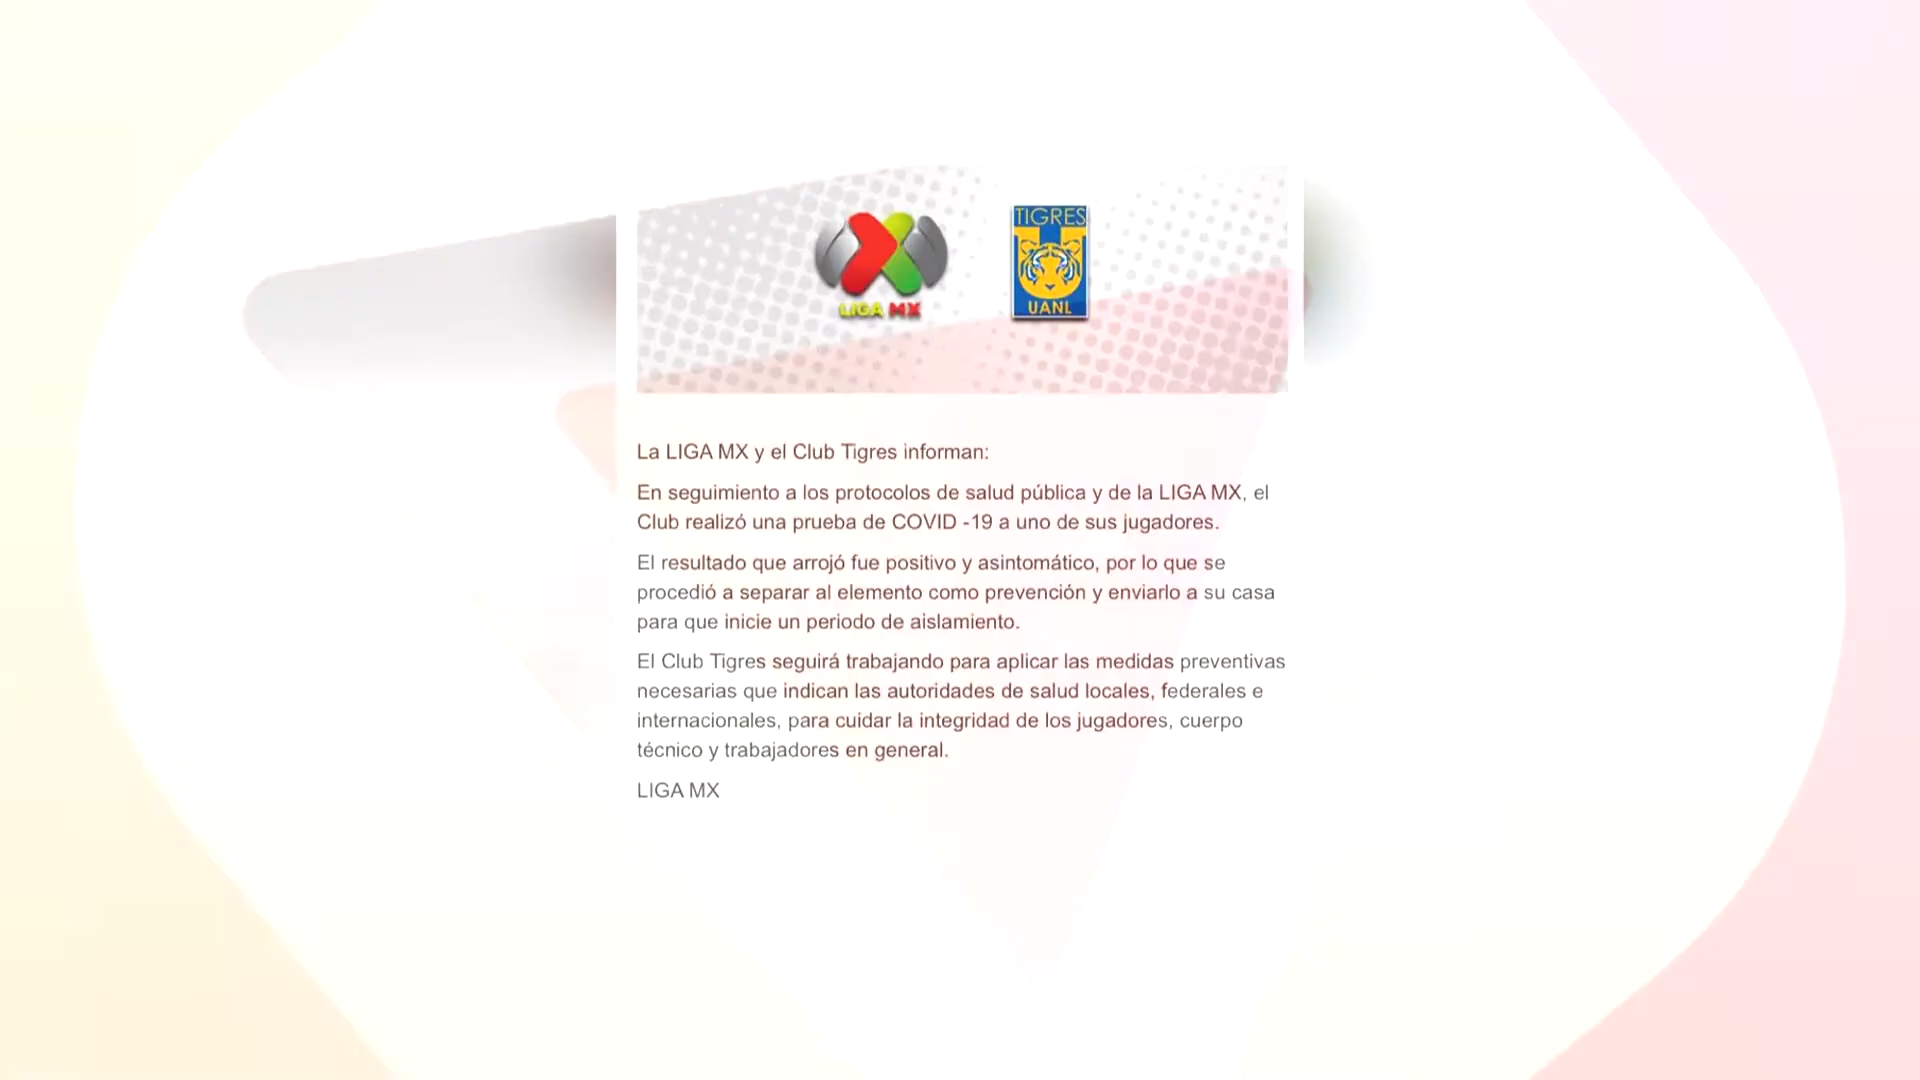 LIGA MX
TIGRES
UANL
La LIGA MX y el Club Tigres informan:
En seguimiento a los protocolos de salud pública y de la LIGA MX, el
Club realizó una prueba de COVID -19 a uno de sus jugadores.
El resultado que arrojó fue positivo y asintomático, por lo que se
procedió a separar al elemento como prevención y enviarlo a su casa
para que inicie un periodo de aislamiento.
El Club Tigres seguirá trabajando para aplicar las medidas preventivas
necesarias que indican las autoridades de salud locales, federales e
internacionales, para cuidar la integridad de los jugadores, cuerpo
técnico y trabajadores en general.
LIGA MX